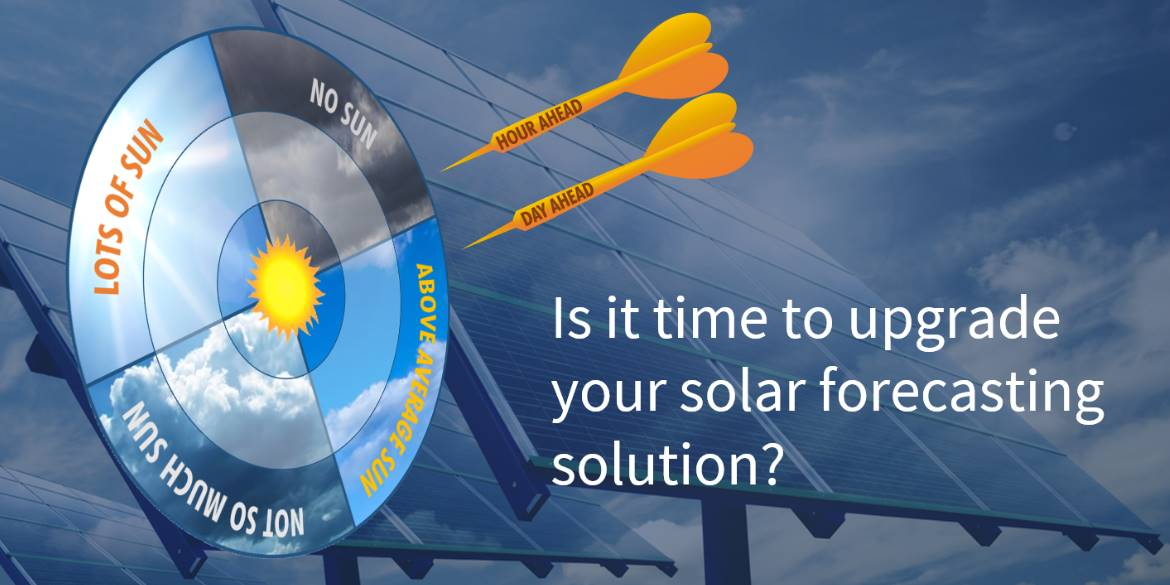 LOTS OF SUN
NO SUN
ABOVE AVERAGE SUN
NOT SO MUCH SUN
HOUR AHEAD
DAY AHEAD
Is it time to upgrade
your solar forecasting
solution?